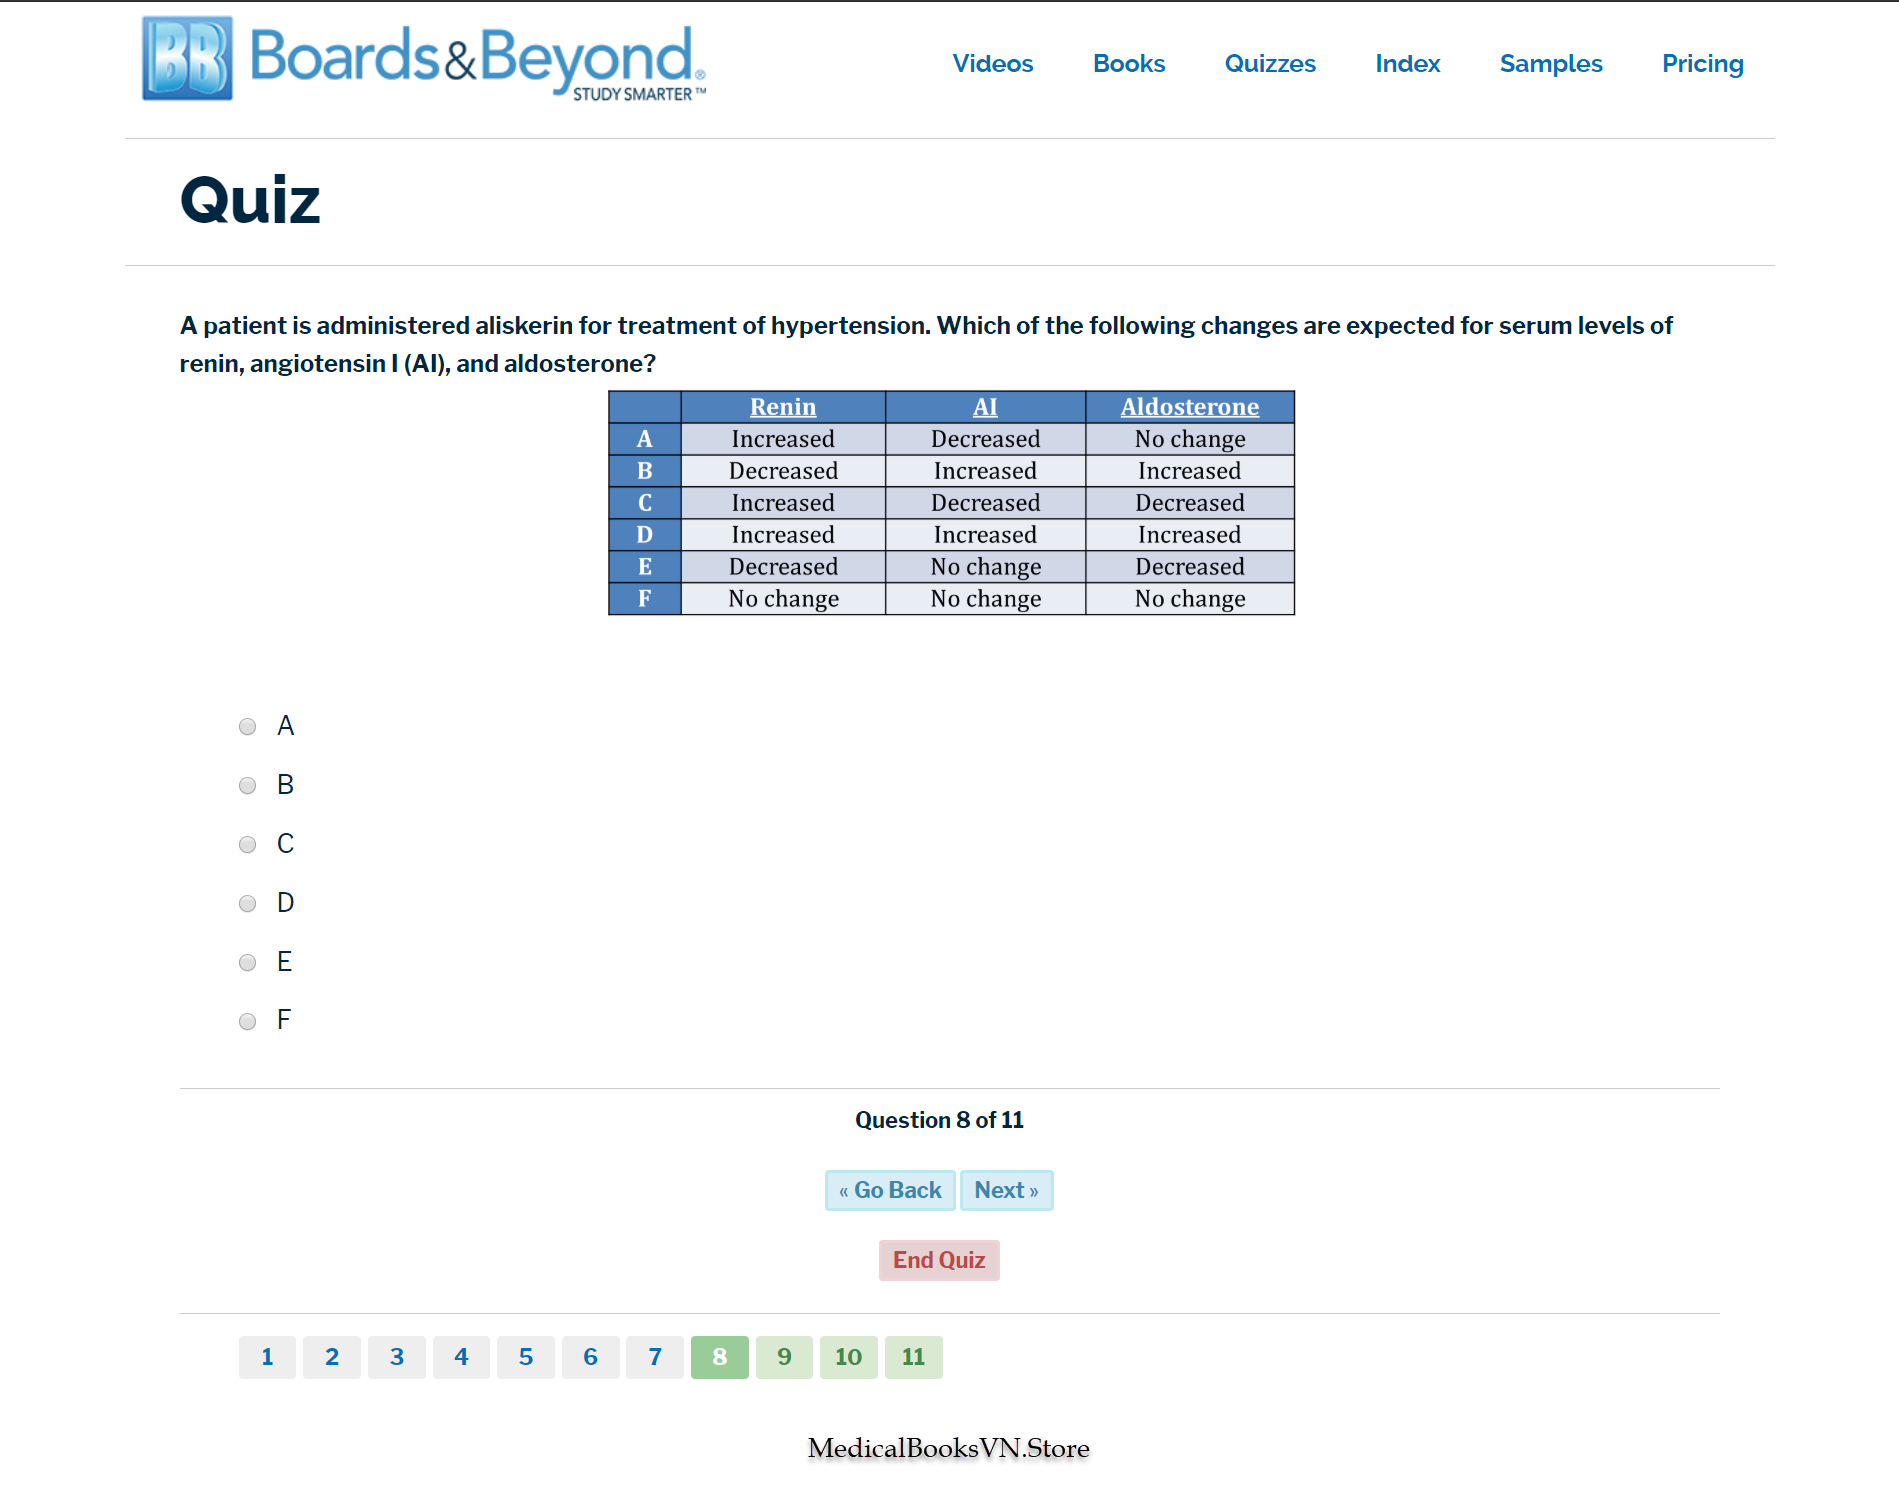 BB Boards&Beyond®
STUDY SMARTER™
Videos Books Quizzes Index Samples Pricing
Quiz
A patient is administered aliskerin for treatment of hypertension. Which of the following changes are expected for serum levels of
renin, angiotensin I (AI), and aldosterone?
Renin AI Aldosterone
A Increased Decreased No change
B Decreased Increased Increased
C Increased Decreased Decreased
D Increased Increased Increased
E Decreased No change Decreased
F No change No change No change
A
B
C
D
E
F
Question 8 of 11
« Go Back Next »
End Quiz
1 2 3 4 5 6 7 8 9 10 11
MedicalBooksVN.Store